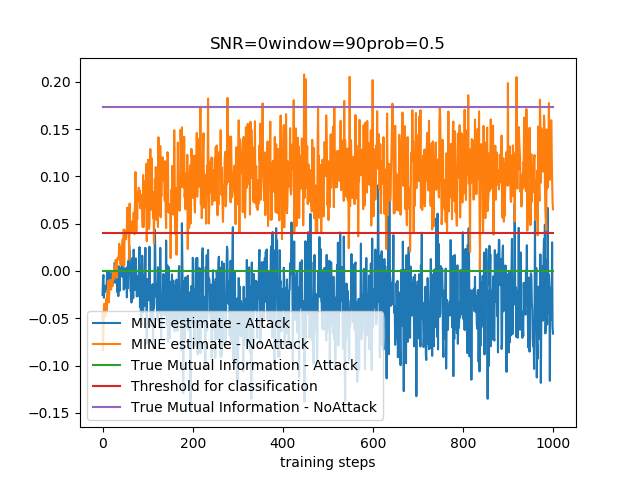 SNR=0window=90prob=0.5
0.20
0.15
0.10
0.05
0.00
−0.05
−0.10
−0.15
MINE estimate - Attack
MINE estimate - NoAttack
True Mutual Information - Attack
Threshold for classification
True Mutual Information - NoAttack
0 200 400 600 800 1000
training steps